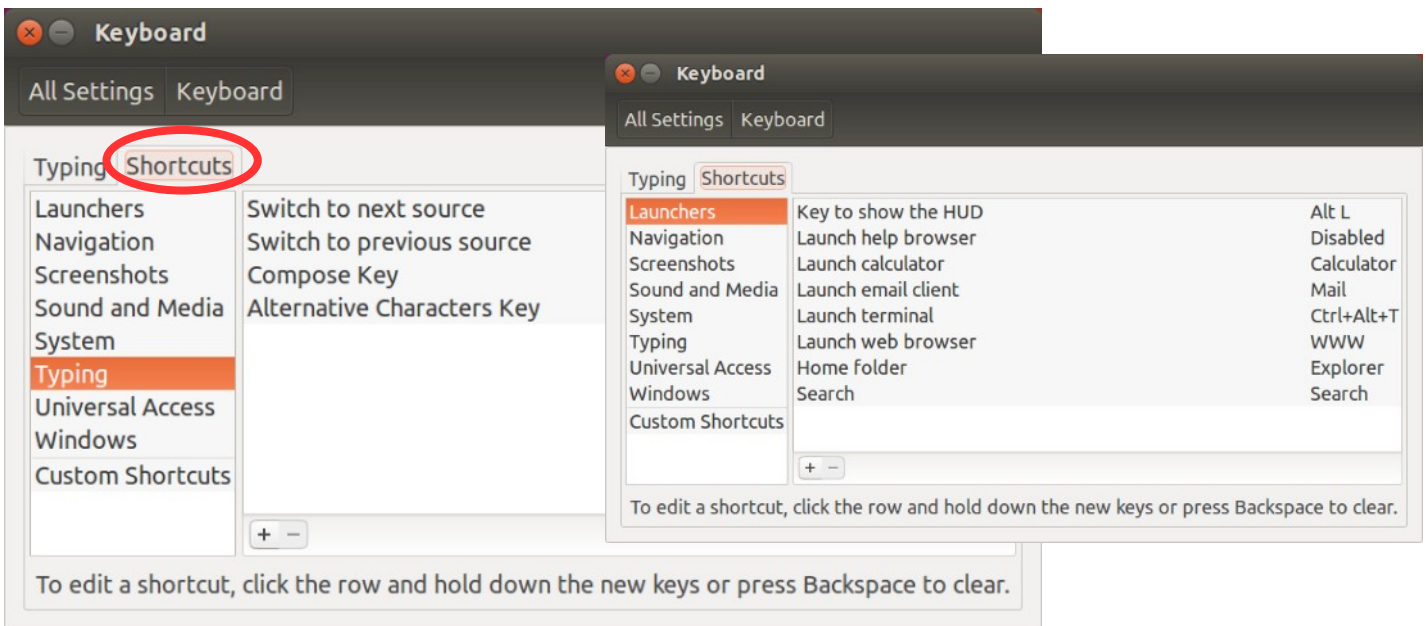 Keyboard
All Settings Keyboard
Typing Shortcuts
Launchers Switch to next source
Navigation Switch to previous source
Screenshots Compose Key
Sound and Media Alternative Characters Key
System
Typing
Universal Access
Windows
Custom Shortcuts
+ −
To edit a shortcut, click the row and hold down the new keys or press Backspace to clear.
Keyboard
All Settings Keyboard
Typing Shortcuts
Launchers Key to show the HUD Alt L
Navigation Launch help browser Disabled
Screenshots Launch calculator Calculator
Sound and Media Launch email client Mail
System Launch terminal Ctrl+Alt+T
Typing Launch web browser WWW
Universal Access Home folder Explorer
Windows Search Search
Custom Shortcuts
+ −
To edit a shortcut, click the row and hold down the new keys or press Backspace to clear.